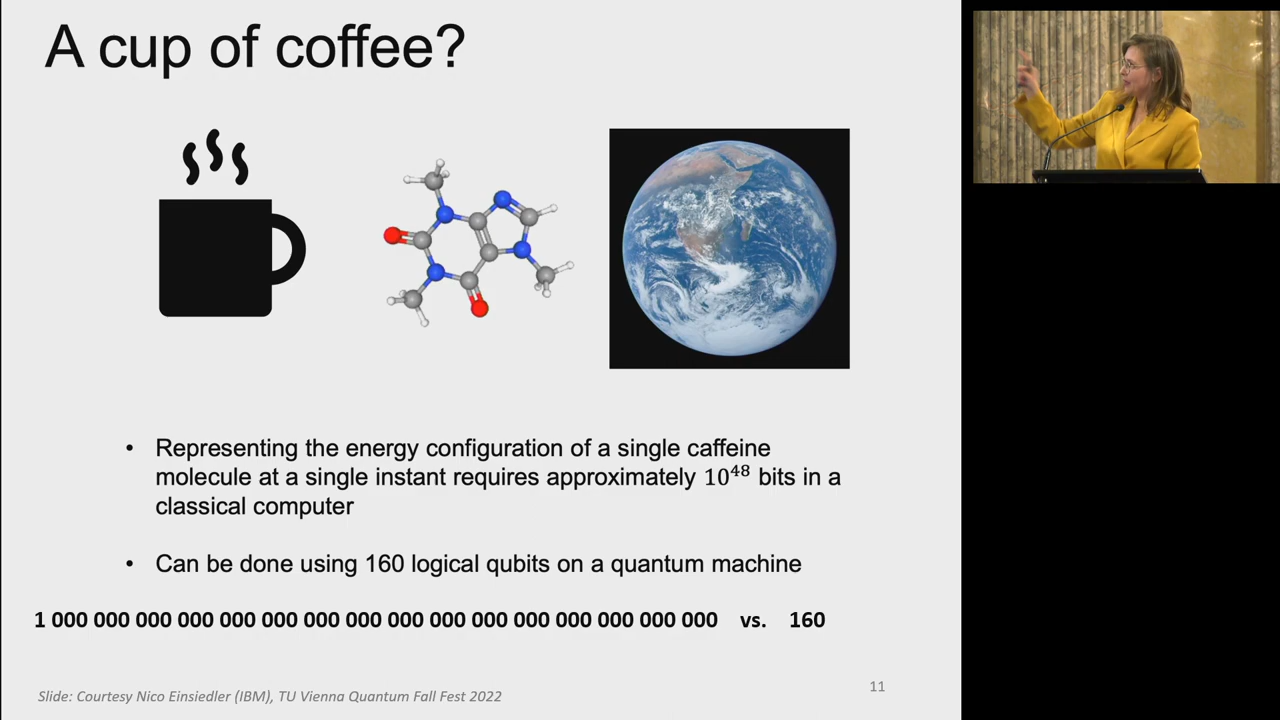 A cup of coffee?
• Representing the energy configuration of a single caffeine
molecule at a single instant requires approximately 10⁴⁸ bits in a
classical computer
• Can be done using 160 logical qubits on a quantum machine
1 000 000 000 000 000 000 000 000 000 000 000 000 000 000 000 000 vs. 160
Slide: Courtesy Nico Einsiedler (IBM), TU Vienna Quantum Fall Fest 2022
11